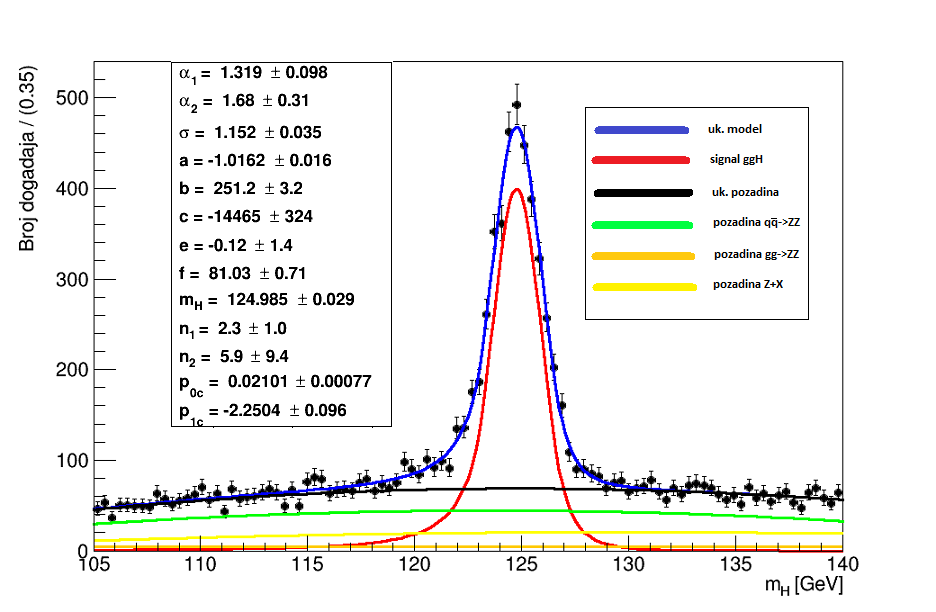 Broj dogadaja / (0.35)
500
400
300
200
100
0
α1 = 1.319 ± 0.098
α2 = 1.68 ± 0.31
σ = 1.152 ± 0.035
a = -1.0162 ± 0.016
b = 251.2 ± 3.2
c = -14465 ± 324
e = -0.12 ± 1.4
f = 81.03 ± 0.71
mH = 124.985 ± 0.029
n1 = 2.3 ± 1.0
n2 = 5.9 ± 9.4
p0c = 0.02101 ± 0.00077
p1c = -2.2504 ± 0.096
uk. model
signal ggH
uk. pozadina
pozadina qq̄->ZZ
pozadina gg->ZZ
pozadina Z+X
105 110 115 120 125 130 135 140
mH [GeV]